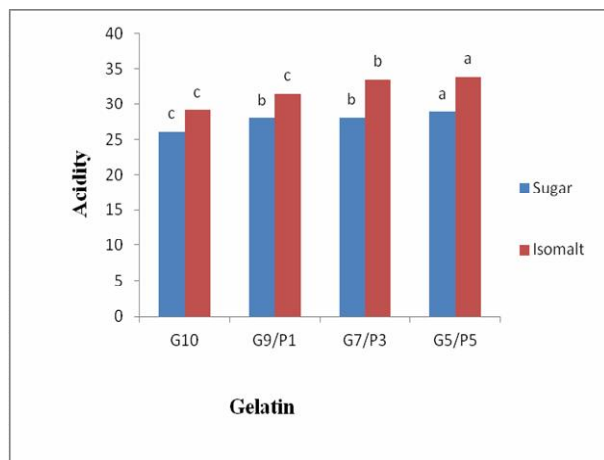 40
35
30
25
20
15
10
5
0
Acidity
c c
b c
b b
a a
G10 G9/P1 G7/P3 G5/P5
Gelatin
Sugar
Isomalt